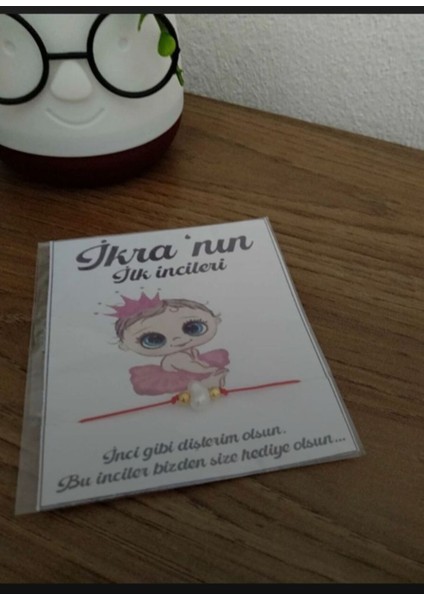 İkra'nın
İlk incileri
İnci gibi dişlerim olsun.
Bu inciler bizden size hediye olsun...